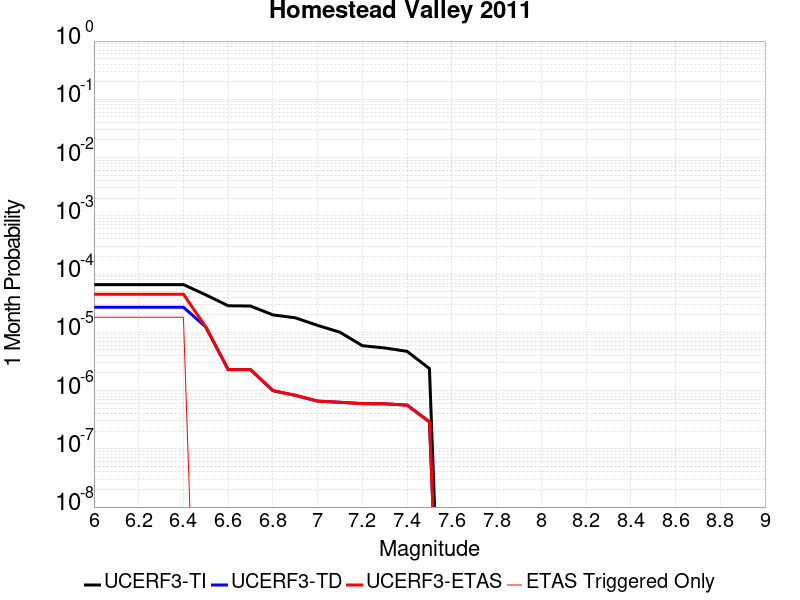 Homestead Valley 2011
10^0
10^-1
10^-2
10^-3
10^-4
10^-5
10^-6
10^-7
10^-8
1 Month Probability
6 6.2 6.4 6.6 6.8 7 7.2 7.4 7.6 7.8 8 8.2 8.4 8.6 8.8 9
Magnitude
UCERF3-TI UCERF3-TD UCERF3-ETAS ETAS Triggered Only